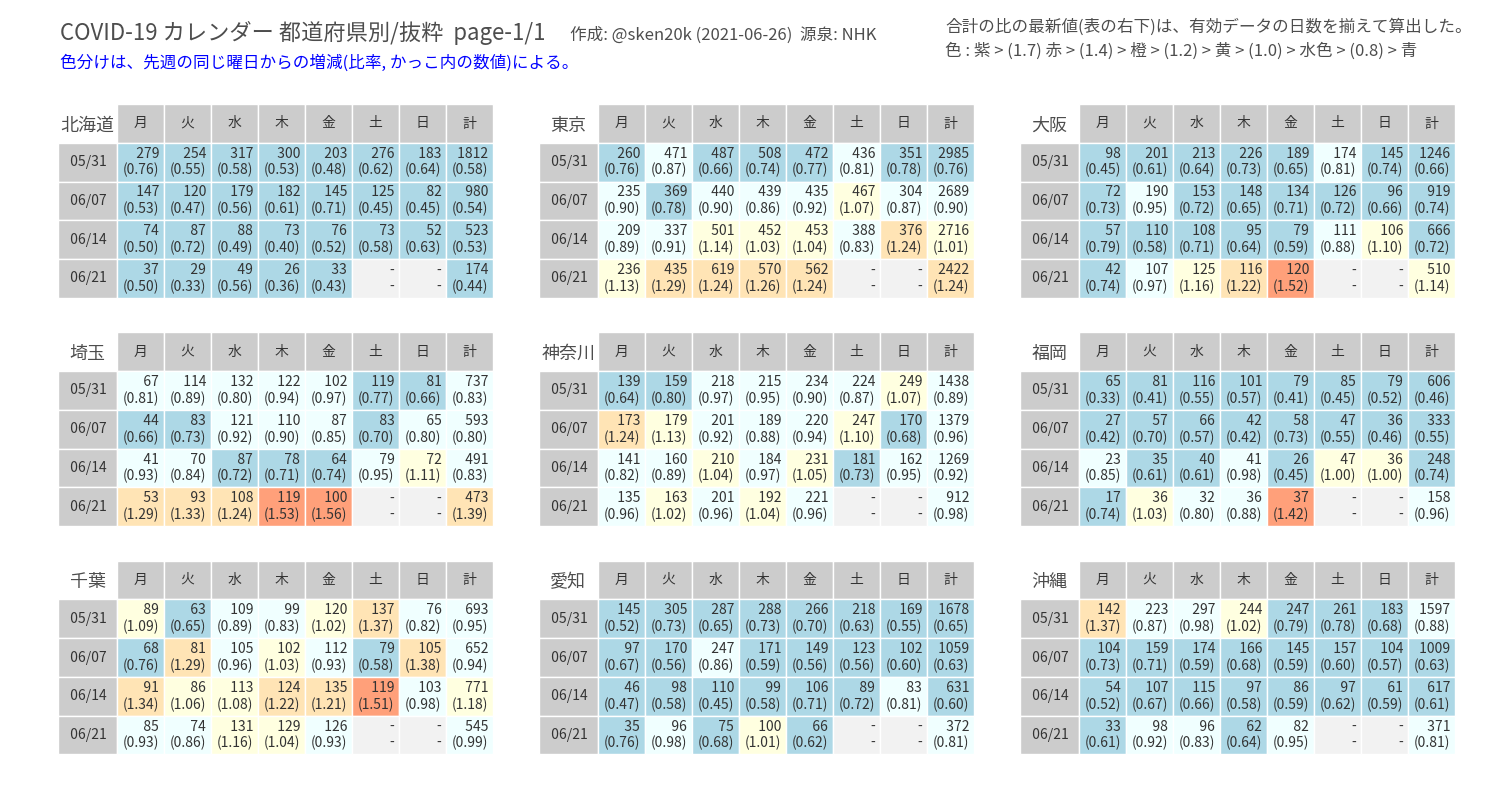 COVID-19 カレンダー 都道府県別/抜粋 page-1/1 作成: @sken20k (2021-06-26) 源泉: NHK
合計の比の最新値(表の右下)は、有効データの日数を揃えて算出した。
色分けは、先週の同じ曜日からの増減(比率, かっこ内の数値)による。
色 : 紫 > (1.7) 赤 > (1.4) > 橙 > (1.2) > 黄 > (1.0) > 水色 > (0.8) > 青
北海道 月 火 水 木 金 土 日 計
05/31 279 254 317 300 203 276 183 1812
(0.76) (0.55) (0.58) (0.53) (0.48) (0.62) (0.64) (0.58)
06/07 147 120 179 182 145 125 82 980
(0.53) (0.47) (0.56) (0.61) (0.71) (0.45) (0.45) (0.54)
06/14 74 87 88 73 76 73 52 523
(0.50) (0.72) (0.49) (0.40) (0.52) (0.58) (0.63) (0.53)
06/21 37 29 49 26 33 - - 174
(0.50) (0.33) (0.56) (0.36) (0.43) - - (0.44)
東京 月 火 水 木 金 土 日 計
05/31 260 471 487 508 472 436 351 2985
(0.76) (0.87) (0.66) (0.74) (0.77) (0.81) (0.78) (0.76)
06/07 235 369 440 439 435 467 304 2689
(0.90) (0.78) (0.90) (0.86) (0.92) (1.07) (0.87) (0.90)
06/14 209 337 501 452 453 388 376 2716
(0.89) (0.91) (1.14) (1.03) (1.04) (0.83) (1.24) (1.01)
06/21 236 435 619 570 562 - - 2422
(1.13) (1.29) (1.24) (1.26) (1.24) - - (1.24)
大阪 月 火 水 木 金 土 日 計
05/31 98 201 213 226 189 174 145 1246
(0.45) (0.61) (0.64) (0.73) (0.65) (0.81) (0.74) (0.66)
06/07 72 190 153 148 134 126 96 919
(0.73) (0.95) (0.72) (0.65) (0.71) (0.72) (0.66) (0.74)
06/14 57 110 108 95 79 111 106 666
(0.79) (0.58) (0.71) (0.64) (0.59) (0.88) (1.10) (0.72)
06/21 42 107 125 116 120 - - 510
(0.74) (0.97) (1.16) (1.22) (1.52) - - (1.14)
埼玉 月 火 水 木 金 土 日 計
05/31 67 114 132 122 102 119 81 737
(0.81) (0.89) (0.80) (0.94) (0.97) (0.77) (0.66) (0.83)
06/07 44 83 121 110 87 83 65 593
(0.66) (0.73) (0.92) (0.90) (0.85) (0.70) (0.80) (0.80)
06/14 41 70 87 78 64 79 72 491
(0.93) (0.84) (0.72) (0.71) (0.74) (0.95) (1.11) (0.83)
06/21 53 93 108 119 100 - - 473
(1.29) (1.33) (1.24) (1.53) (1.56) - - (1.39)
神奈川 月 火 水 木 金 土 日 計
05/31 139 159 218 215 234 224 249 1438
(0.64) (0.80) (0.97) (0.95) (0.90) (0.87) (1.07) (0.89)
06/07 173 179 201 189 220 247 170 1379
(1.24) (1.13) (0.92) (0.88) (0.94) (1.10) (0.68) (0.96)
06/14 141 160 210 184 231 181 162 1269
(0.82) (0.89) (1.04) (0.97) (1.05) (0.73) (0.95) (0.92)
06/21 135 163 201 192 221 - - 912
(0.96) (1.02) (0.96) (1.04) (0.96) - - (0.98)
福岡 月 火 水 木 金 土 日 計
05/31 65 81 116 101 79 85 79 606
(0.33) (0.41) (0.55) (0.57) (0.41) (0.45) (0.52) (0.46)
06/07 27 57 66 42 58 47 36 333
(0.42) (0.70) (0.57) (0.42) (0.73) (0.55) (0.46) (0.55)
06/14 23 35 40 41 26 47 36 248
(0.85) (0.61) (0.61) (0.98) (0.45) (1.00) (1.00) (0.74)
06/21 17 36 32 36 37 - - 158
(0.74) (1.03) (0.80) (0.88) (1.42) - - (0.96)
千葉 月 火 水 木 金 土 日 計
05/31 89 63 109 99 120 137 76 693
(1.09) (0.65) (0.89) (0.83) (1.02) (1.37) (0.82) (0.95)
06/07 68 81 105 102 112 79 105 652
(0.76) (1.29) (0.96) (1.03) (0.93) (0.58) (1.38) (0.94)
06/14 91 86 113 124 135 119 103 771
(1.34) (1.06) (1.08) (1.22) (1.21) (1.51) (0.98) (1.18)
06/21 85 74 131 129 126 - - 545
(0.93) (0.86) (1.16) (1.04) (0.93) - - (0.99)
愛知 月 火 水 木 金 土 日 計
05/31 145 305 287 288 266 218 169 1678
(0.52) (0.73) (0.65) (0.73) (0.70) (0.63) (0.55) (0.65)
06/07 97 170 247 171 149 123 102 1059
(0.67) (0.56) (0.86) (0.59) (0.56) (0.56) (0.60) (0.63)
06/14 46 98 110 99 106 89 83 631
(0.47) (0.58) (0.45) (0.58) (0.71) (0.72) (0.81) (0.60)
06/21 35 96 75 100 66 - - 372
(0.76) (0.98) (0.68) (1.01) (0.62) - - (0.81)
沖縄 月 火 水 木 金 土 日 計
05/31 142 223 297 244 247 261 183 1597
(1.37) (0.87) (0.98) (1.02) (0.79) (0.78) (0.68) (0.88)
06/07 104 159 174 166 145 157 104 1009
(0.73) (0.71) (0.59) (0.68) (0.59) (0.60) (0.57) (0.63)
06/14 54 107 115 97 86 97 61 617
(0.52) (0.67) (0.66) (0.58) (0.59) (0.62) (0.59) (0.61)
06/21 33 98 96 62 82 - - 371
(0.61) (0.92) (0.83) (0.64) (0.95) - - (0.81)